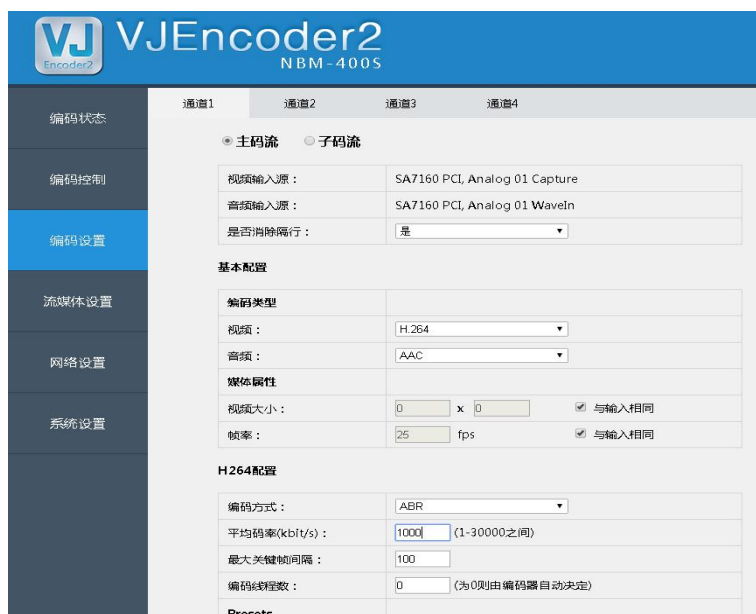 VJ
Encoder2
VJEncoder2
NBM-400S
编码状态
编码控制
编码设置
流媒体设置
网络设置
系统设置
通道1 通道2 通道3 通道4
主码流 子码流
视频输入源： SA7160 PCI, Analog 01 Capture
音频输入源： SA7160 PCI, Analog 01 WaveIn
是否消除隔行： 是
基本配置
编码类型
视频： H.264
音频： AAC
媒体属性
视频大小： 0 x 0 与输入相同
帧率： 25 fps 与输入相同
H264配置
编码方式： ABR
平均码率(kbit/s)： 1000 (1-30000之间)
最大关键帧间隔： 100
编码线程数： 0 (为0则由编码器自动决定)
Presets